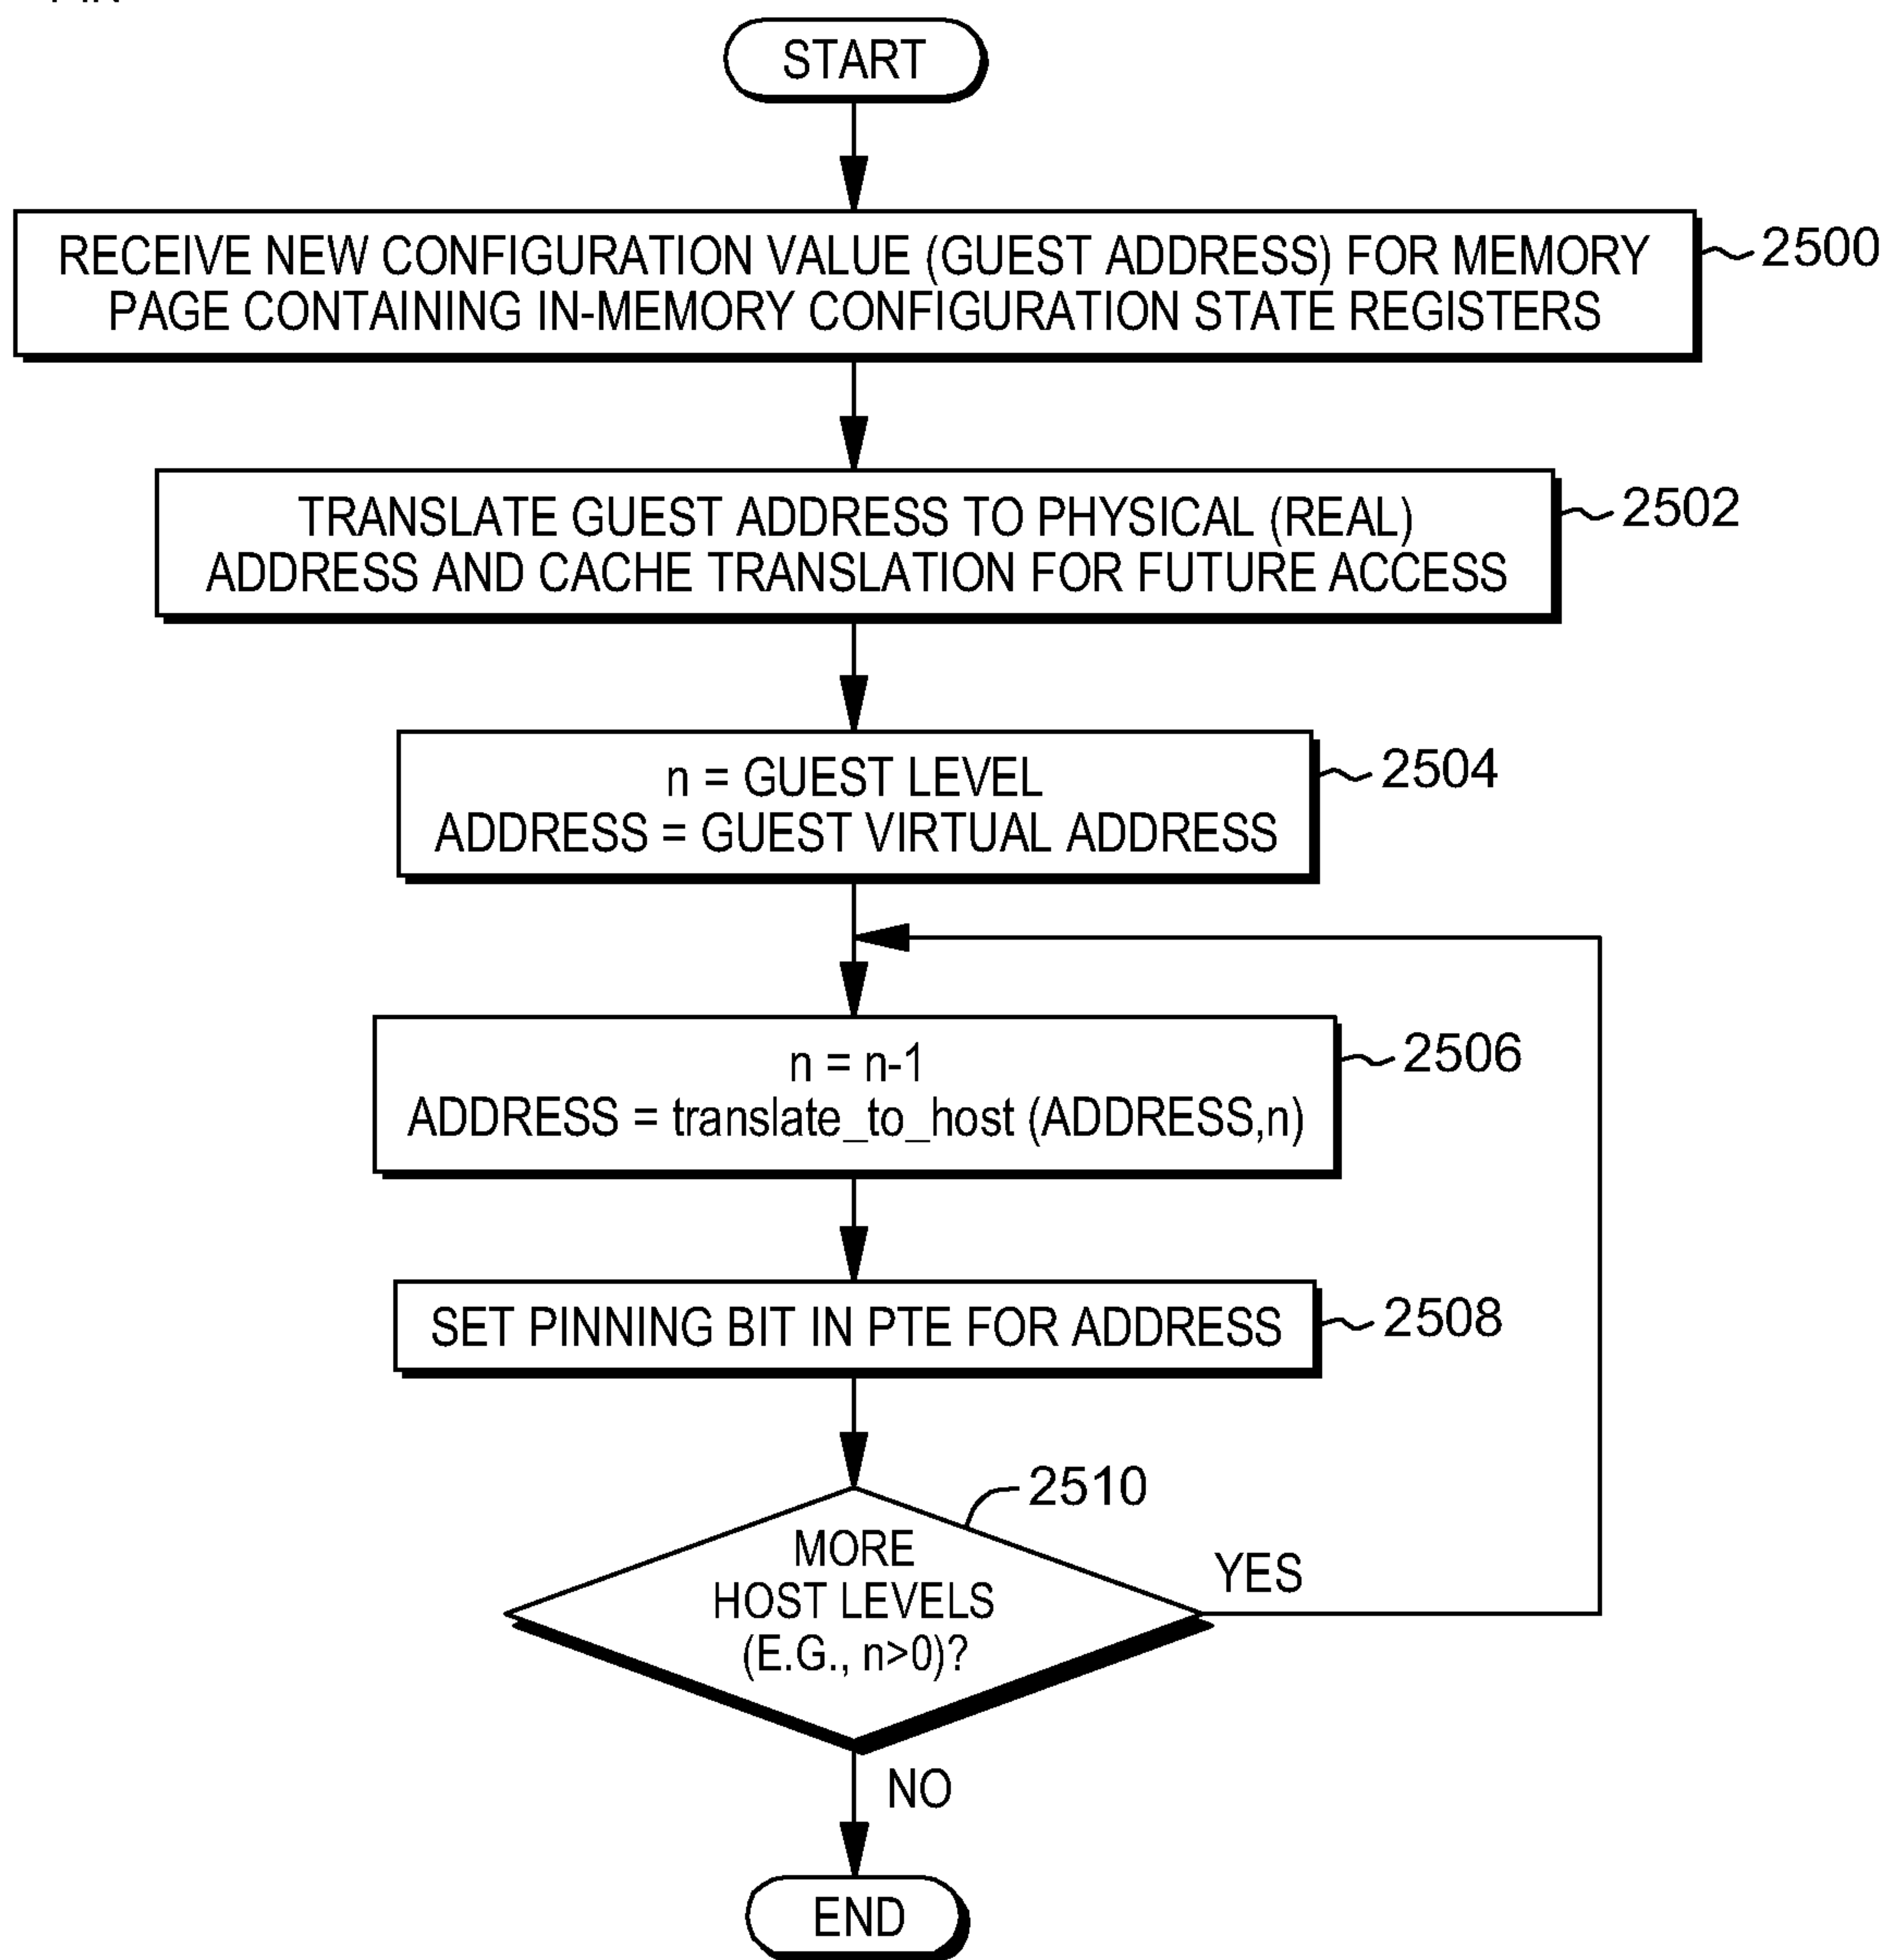 START
RECEIVE NEW CONFIGURATION VALUE (GUEST ADDRESS) FOR MEMORY
PAGE CONTAINING IN-MEMORY CONFIGURATION STATE REGISTERS
2500
TRANSLATE GUEST ADDRESS TO PHYSICAL (REAL)
ADDRESS AND CACHE TRANSLATION FOR FUTURE ACCESS
2502
n = GUEST LEVEL
ADDRESS = GUEST VIRTUAL ADDRESS
2504
n = n-1
ADDRESS = translate_to_host (ADDRESS,n)
2506
SET PINNING BIT IN PTE FOR ADDRESS
2508
2510
MORE
HOST LEVELS
(E.G., n>0)?
YES
NO
END